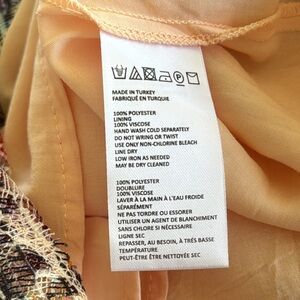 MADE IN TURKEY
FABRIQUÉ EN TURQUIE
100% POLYESTER
LINING
100% VISCOSE
HAND WASH COLD SEPARATELY
DO NOT WRING OR TWIST
USE ONLY NON-CHLORINE BLEACH
LINE DRY
LOW IRON AS NEEDED
MAY BE DRY CLEANED
100% POLYESTER
DOUBLURE
100% VISCOSE
LAVER À LA MAIN À L'EAU FROIDE
SÉPARÉMENT
NE PAS TORDRE OU ESSORER
UTILISER UN AGENT DE BLANCHIMENT
SANS CHLORE SI NÉCESSAIRE
LIGNE SEC
REPASSER, AU BESOIN, À TRÈS BASSE
TEMPÉRATURE
PEUT-ÊTRE ÊTRE NETTOYÉE SEC